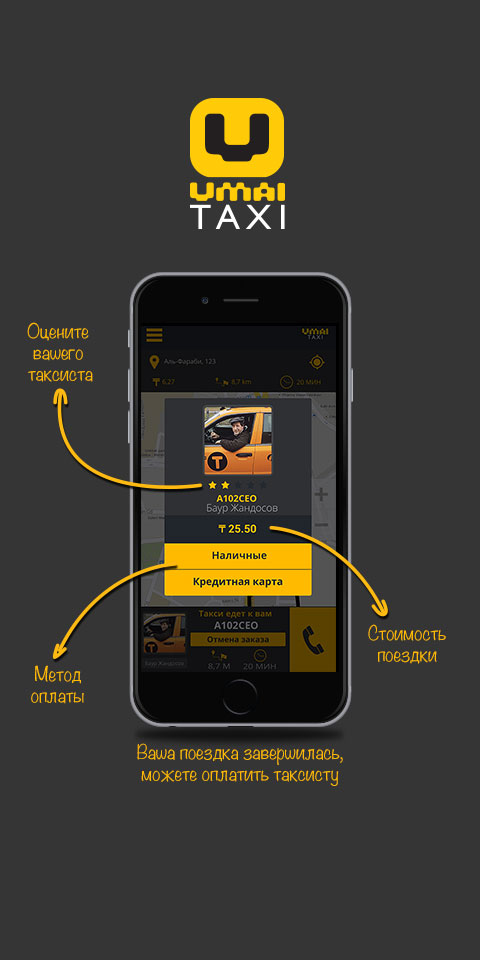 UMAI
TAXI
Оцените
вашего
таксиста
UMAI
TAXI
Аль-Фараби, 123
₸ 6,27
8,7 km
20 МИН
T
A102CEO
Баур Жандосов
₸ 25.50
Наличные
Кредитная карта
Такси едет к вам
A102CEO
Отмена заказа
Баур Жандосов
8,7 М
20 МИН
Стоимость
поездки
Метод
оплаты
Ваша поездка завершилась,
можете оплатить таксисту